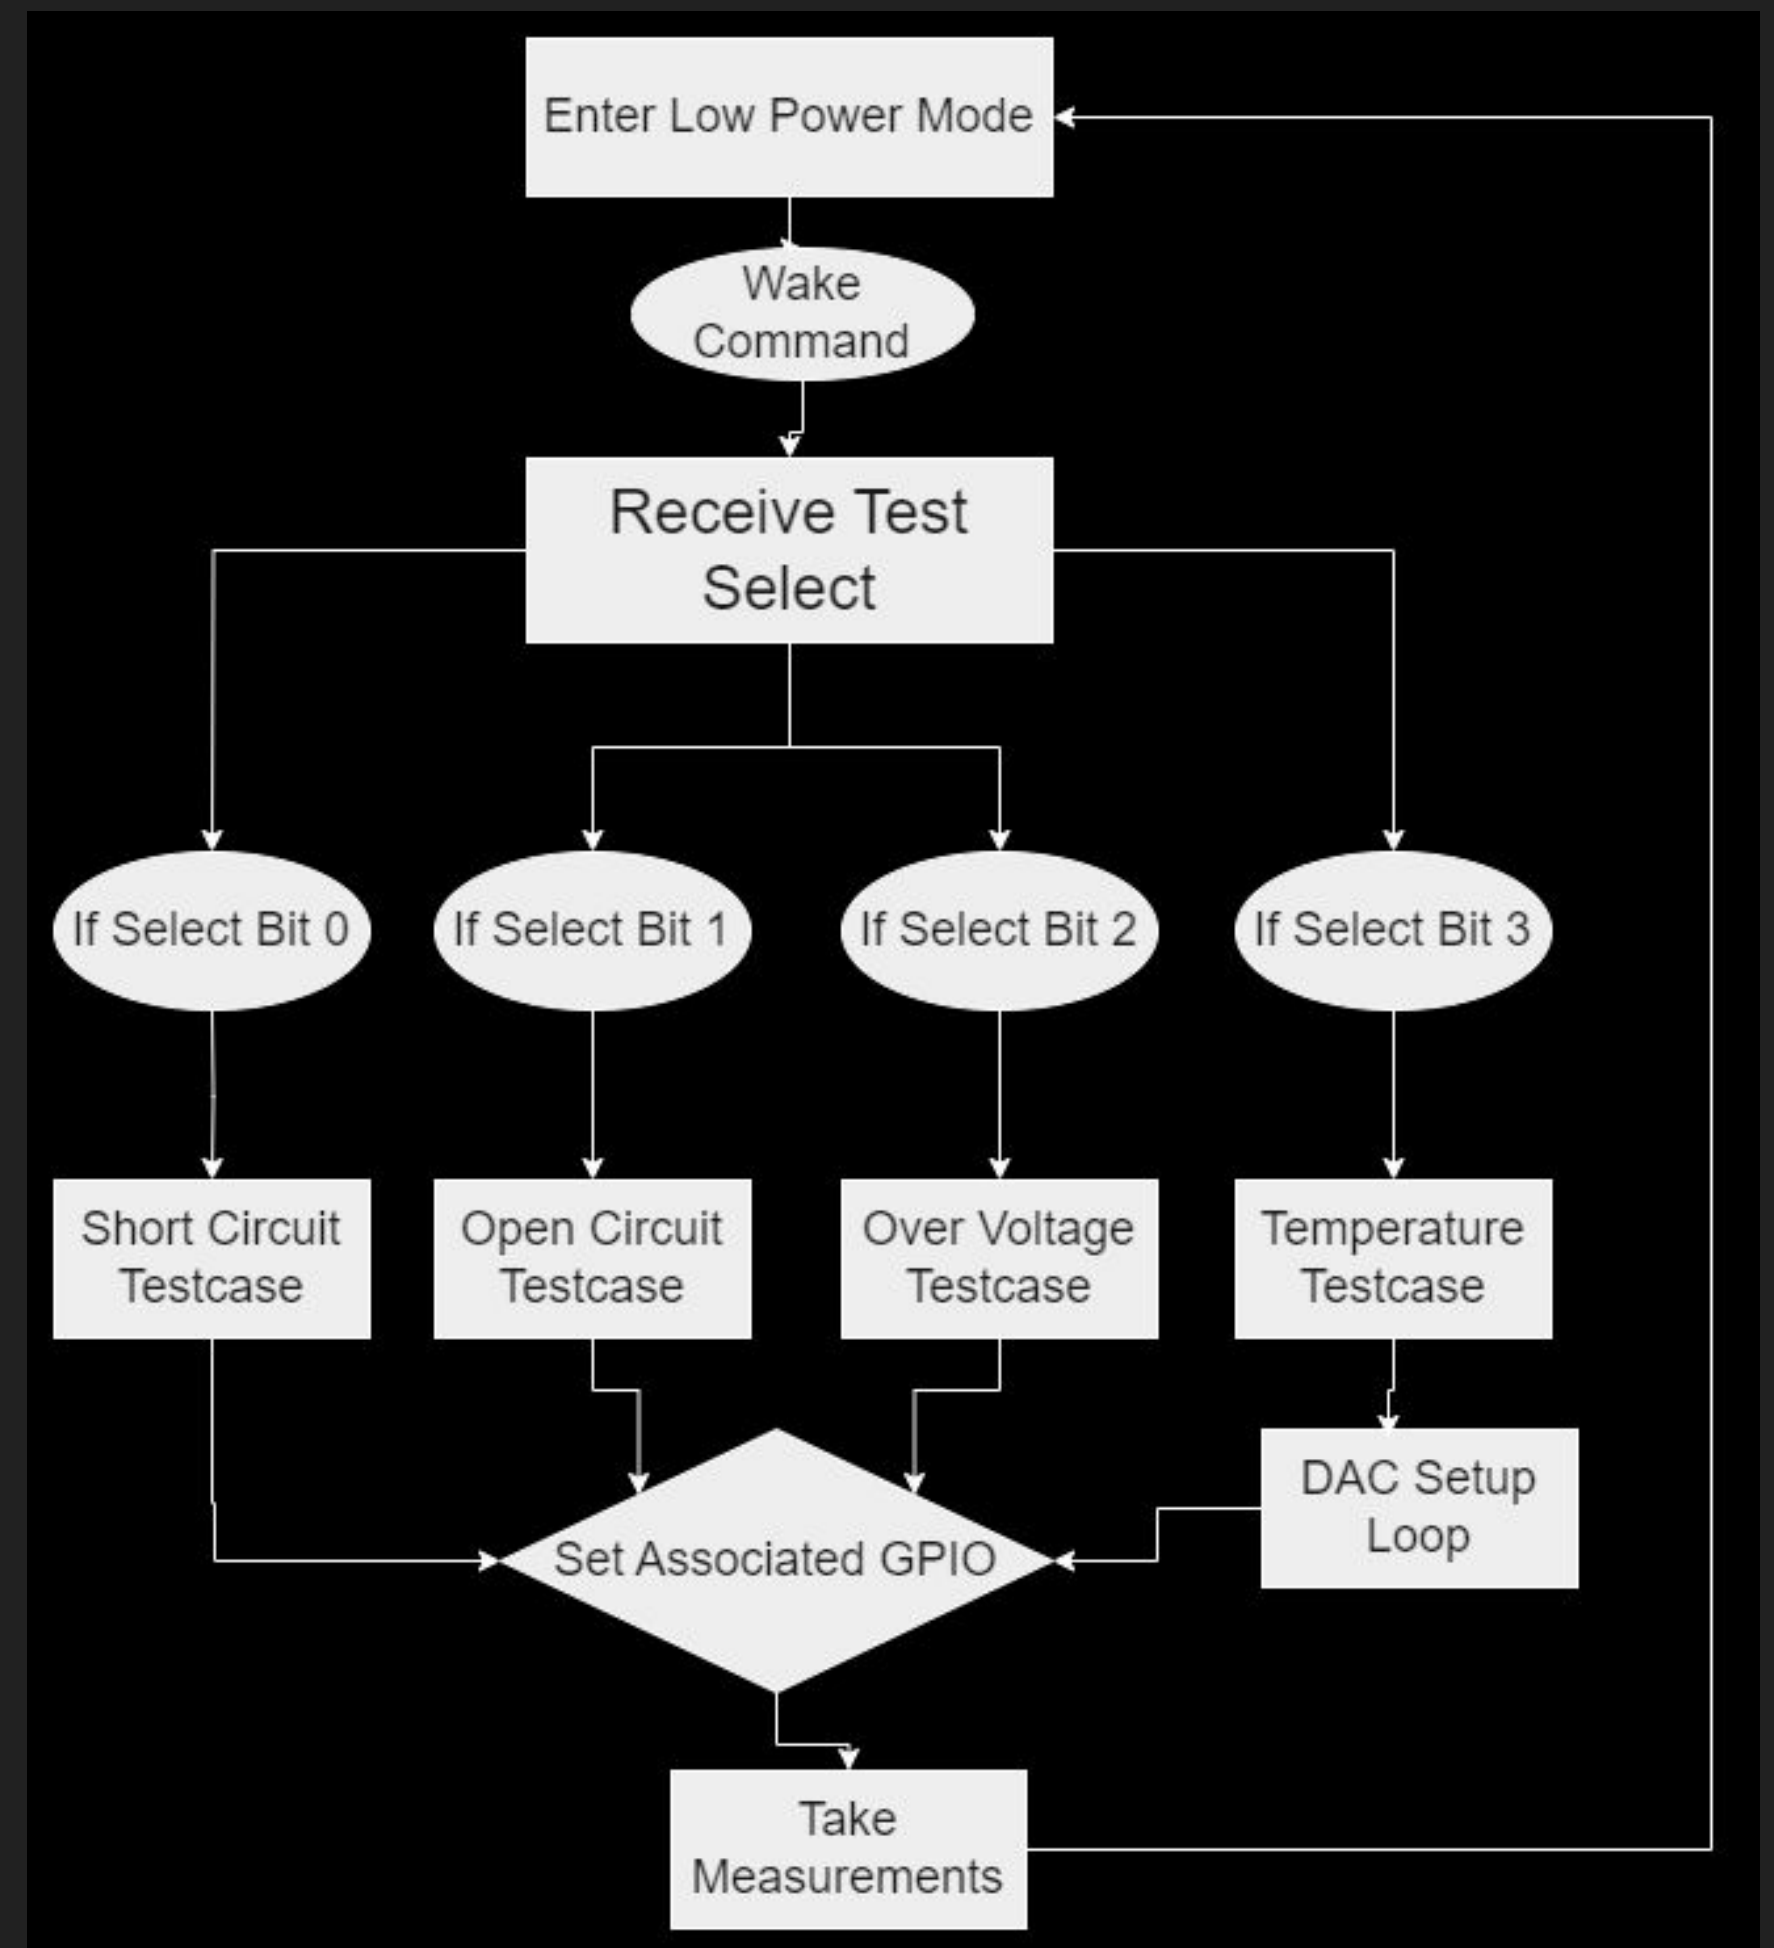 Enter Low Power Mode
Wake
Command
Receive Test
Select
If Select Bit 0
If Select Bit 1
If Select Bit 2
If Select Bit 3
Short Circuit
Testcase
Open Circuit
Testcase
Over Voltage
Testcase
Temperature
Testcase
DAC Setup
Loop
Set Associated GPIO
Take
Measurements